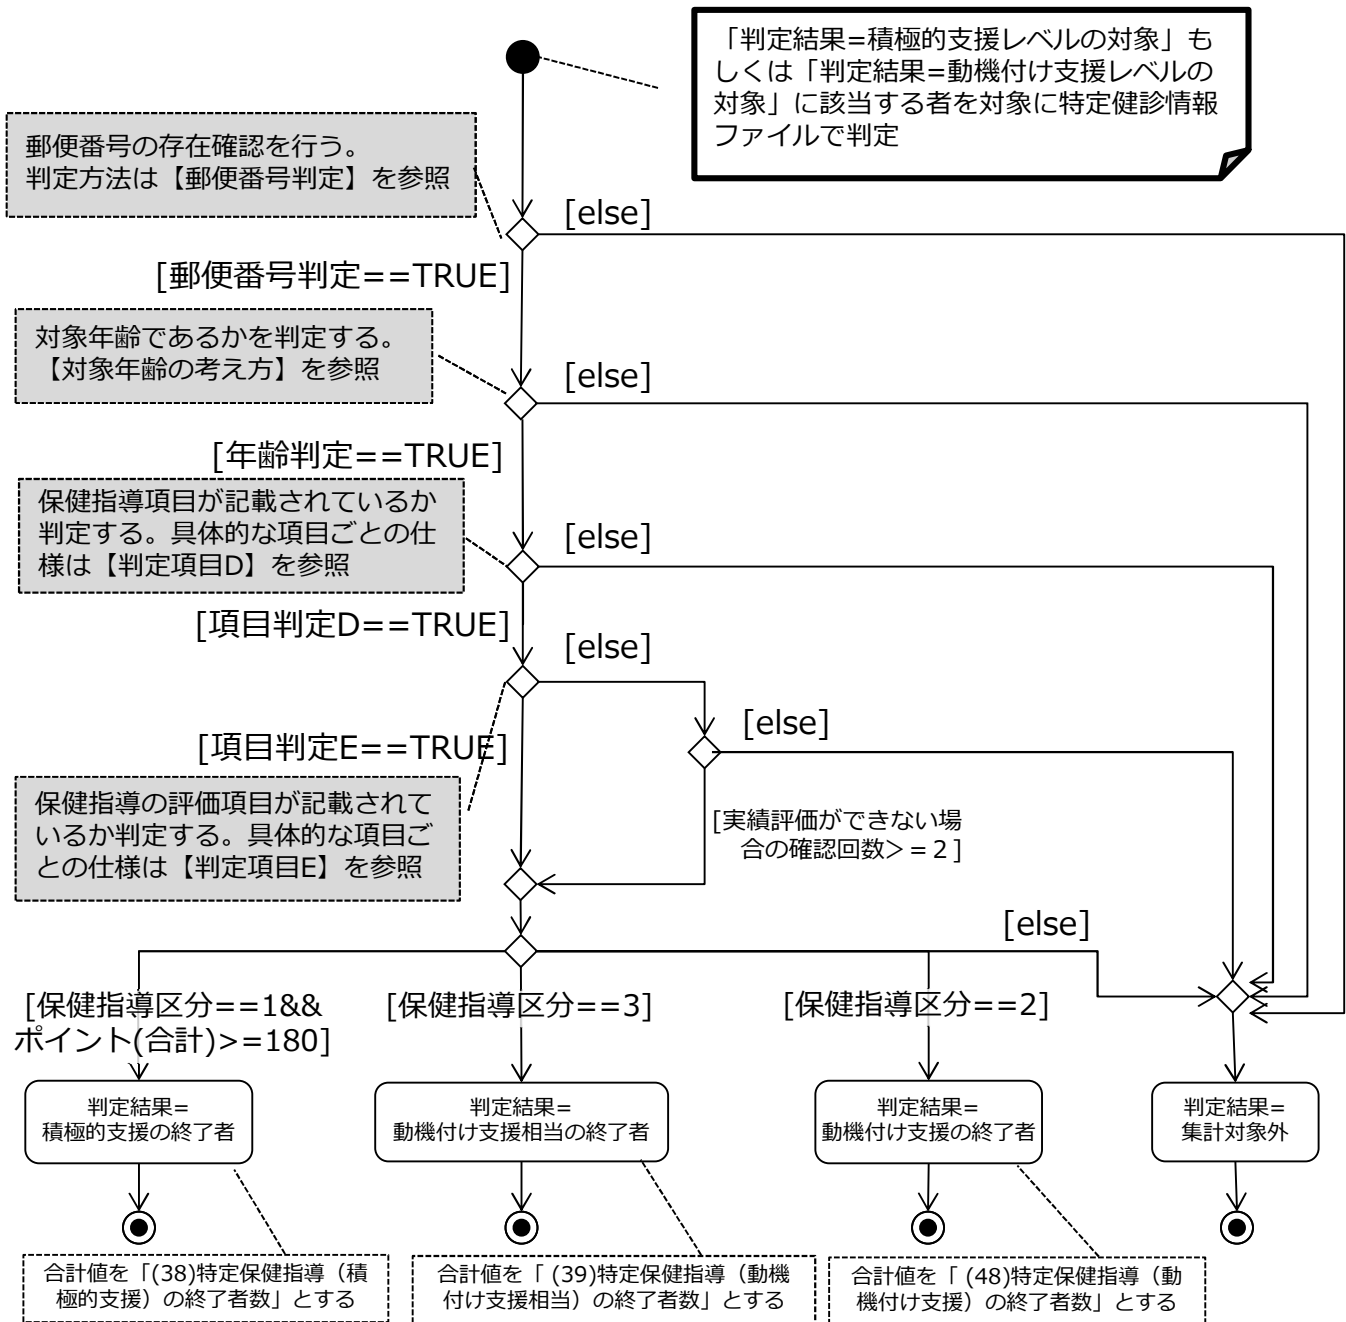 「判定結果=積極的支援レベルの対象」も
しくは「判定結果=動機付け支援レベルの
対象」に該当する者を対象に特定健診情報
ファイルで判定
郵便番号の存在確認を行う。
判定方法は【郵便番号判定】を参照
[else]
[郵便番号判定==TRUE]
対象年齢であるかを判定する。
【対象年齢の考え方】を参照
[else]
[年齢判定==TRUE]
保健指導項目が記載されているか
判定する。具体的な項目ごとの仕
様は【判定項目D】を参照
[else]
[項目判定D==TRUE]
[else]
[else]
[項目判定E==TRUE]
保健指導の評価項目が記載されて
いるか判定する。具体的な項目ご
との仕様は【判定項目E】を参照
[実績評価ができない場
合の確認回数>=２]
[else]
[保健指導区分==1&&
ポイント(合計)>=180]
[保健指導区分==3]
[保健指導区分==2]
判定結果=
積極的支援の終了者
判定結果=
動機付け支援相当の終了者
判定結果=
動機付け支援の終了者
判定結果=
集計対象外
合計値を「(38)特定保健指導（積
極的支援）の終了者数」とする
合計値を「 (39)特定保健指導（動機
付け支援相当）の終了者数」とする
合計値を「 (48)特定保健指導（動
機付け支援）の終了者数」とする